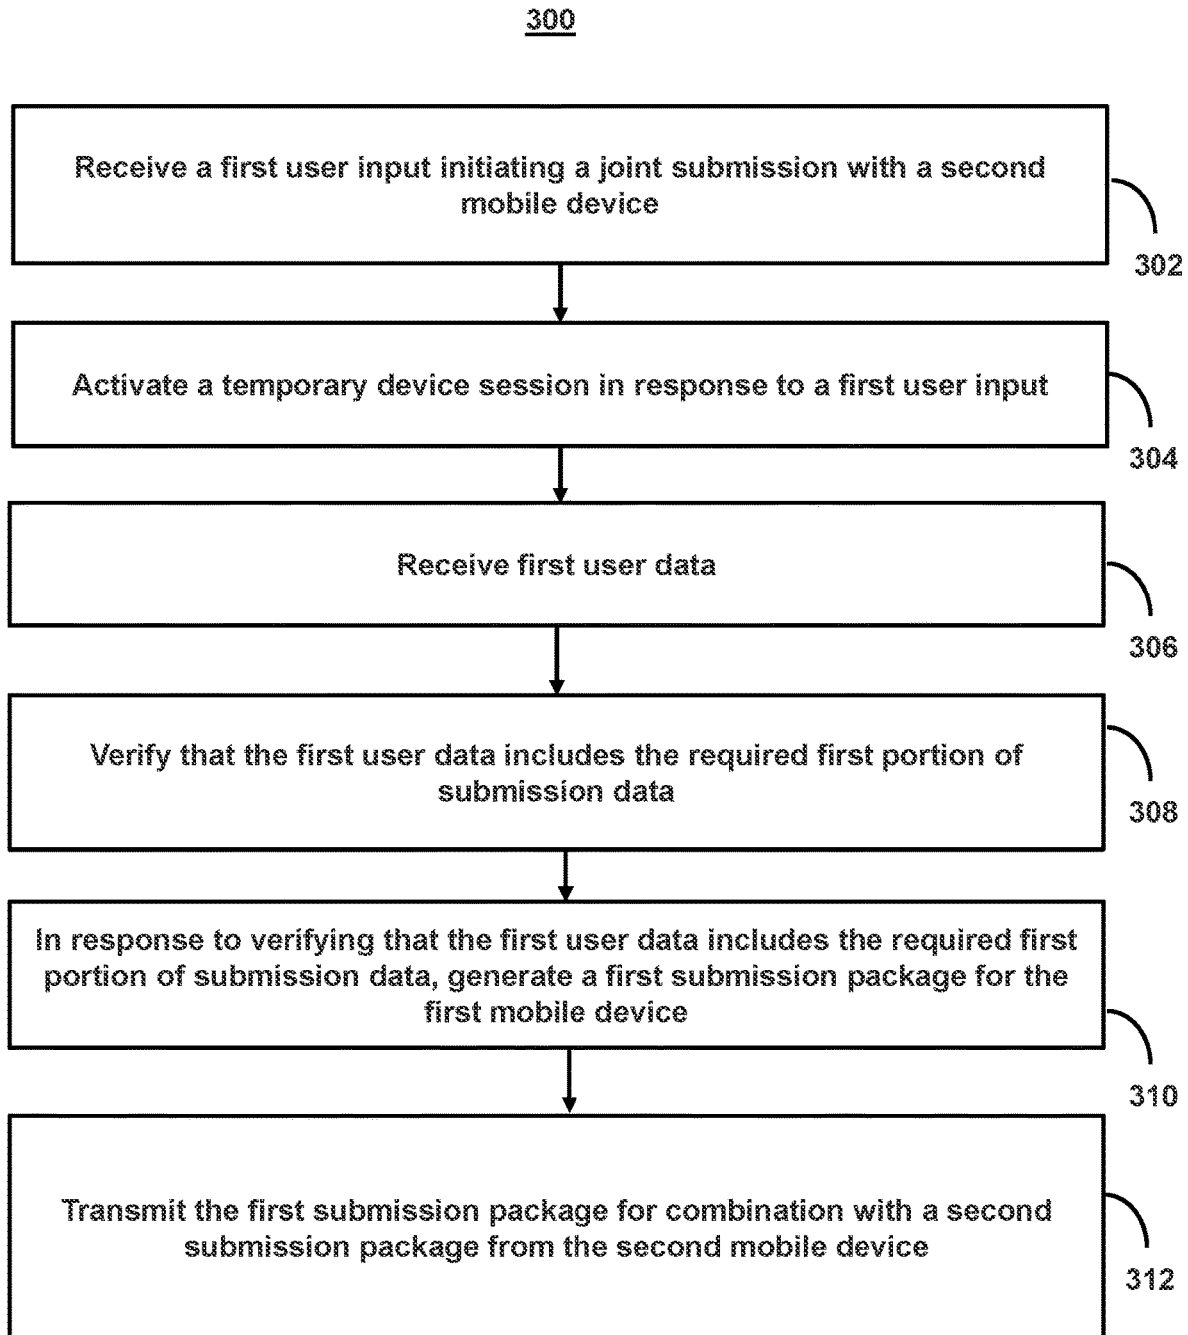 300
Receive a first user input initiating a joint submission with a second
mobile device
302
Activate a temporary device session in response to a first user input
304
Receive first user data
306
Verify that the first user data includes the required first portion of
submission data
308
In response to verifying that the first user data includes the required first
portion of submission data, generate a first submission package for the
first mobile device
310
Transmit the first submission package for combination with a second
submission package from the second mobile device
312